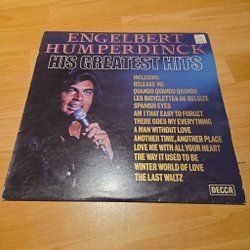 ENGELBERT
HUMPERDINCK
HIS GREATEST HITS
INCLUDING:
RELEASE ME
QUANDO QUANDO QUANDO
LES BICYCLETTES DE BELSIZE
SPANISH EYES
AM I THAT EASY TO FORGET
THERE GOES MY EVERYTHING
A MAN WITHOUT LOVE
ANOTHER TIME, ANOTHER PLACE
LOVE ME WITH ALL YOUR HEART
THE WAY IT USED TO BE
WINTER WORLD OF LOVE
THE LAST WALTZ
DECCA